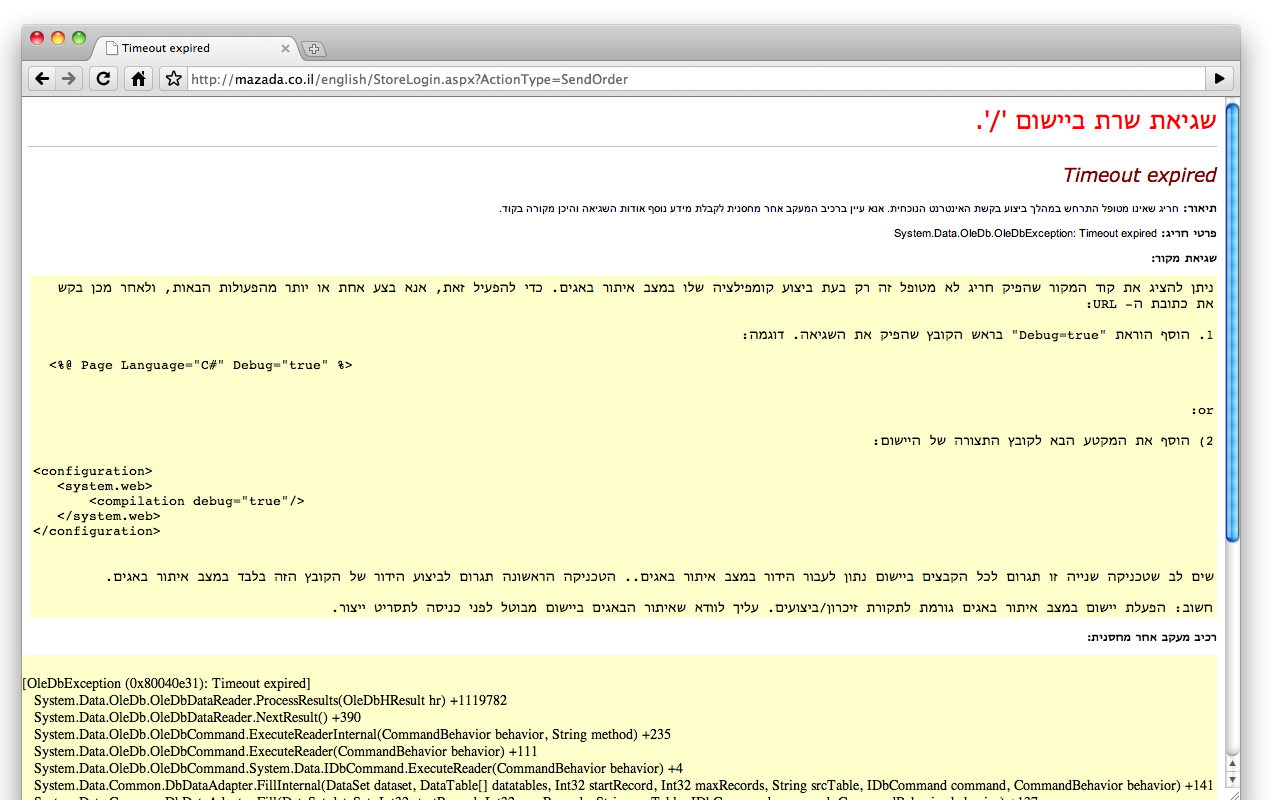 Timeout expired
http://mazada.co.il/english/StoreLogin.aspx?ActionType=SendOrder
שגיאת שרת ביישום '/'.
Timeout expired
תיאור: חריג שאינו מטופל התרחש במהלך ביצוע בקשת האינטרנט הנוכחית. אנא עיין ברכיב המעקב אחר מחסנית לקבלת מידע נוסף אודות השגיאה והיכן מקורה בקוד.
פרטי חריג: System.Data.OleDb.OleDbException: Timeout expired
שגיאת מקור:
ניתן להציג את קוד המקור שהפיק חריג לא מטופל זה רק בעת ביצוע קומפילציה שלו במצב איתור באגים. כדי להפעיל זאת, אנא בצע אחת או יותר מהפעולות הבאות, ולאחר מכן בקש
את כתובת ה- URL:
1. הוסף הוראת "Debug=true" בראש הקובץ שהפיק את השגיאה. דוגמה:
<%@ Page Language="C#" Debug="true" %>
or:
2) הוסף את המקטע הבא לקובץ התצורה של היישום:
<configuration>
<system.web>
<compilation debug="true"/>
</system.web>
</configuration>
שים לב שטכניקה שנייה זו תגרום לכל הקבצים ביישום נתון לעבור הידור במצב איתור באגים.. הטכניקה הראשונה תגרום לביצוע הידור של הקובץ הזה בלבד במצב איתור באגים.
חשוב: הפעלת יישום במצב איתור באגים גורמת לתקורת זיכרון/ביצועים. עליך לוודא שאיתור הבאגים ביישום מבוטל לפני כניסה לתסריט ייצור.
רכיב מעקב אחר מחסנית:
[OleDbException (0x80040e31): Timeout expired]
System.Data.OleDb.OleDbDataReader.ProcessResults(OleDbHResult hr) +1119782
System.Data.OleDb.OleDbDataReader.NextResult() +390
System.Data.OleDb.OleDbCommand.ExecuteReaderInternal(CommandBehavior behavior, String method) +235
System.Data.OleDb.OleDbCommand.ExecuteReader(CommandBehavior behavior) +111
System.Data.OleDb.OleDbCommand.System.Data.IDbCommand.ExecuteReader(CommandBehavior behavior) +4
System.Data.Common.DbDataAdapter.FillInternal(DataSet dataset, DataTable[] datatables, Int32 startRecord, Int32 maxRecords, String srcTable, IDbCommand command, CommandBehavior behavior) +141